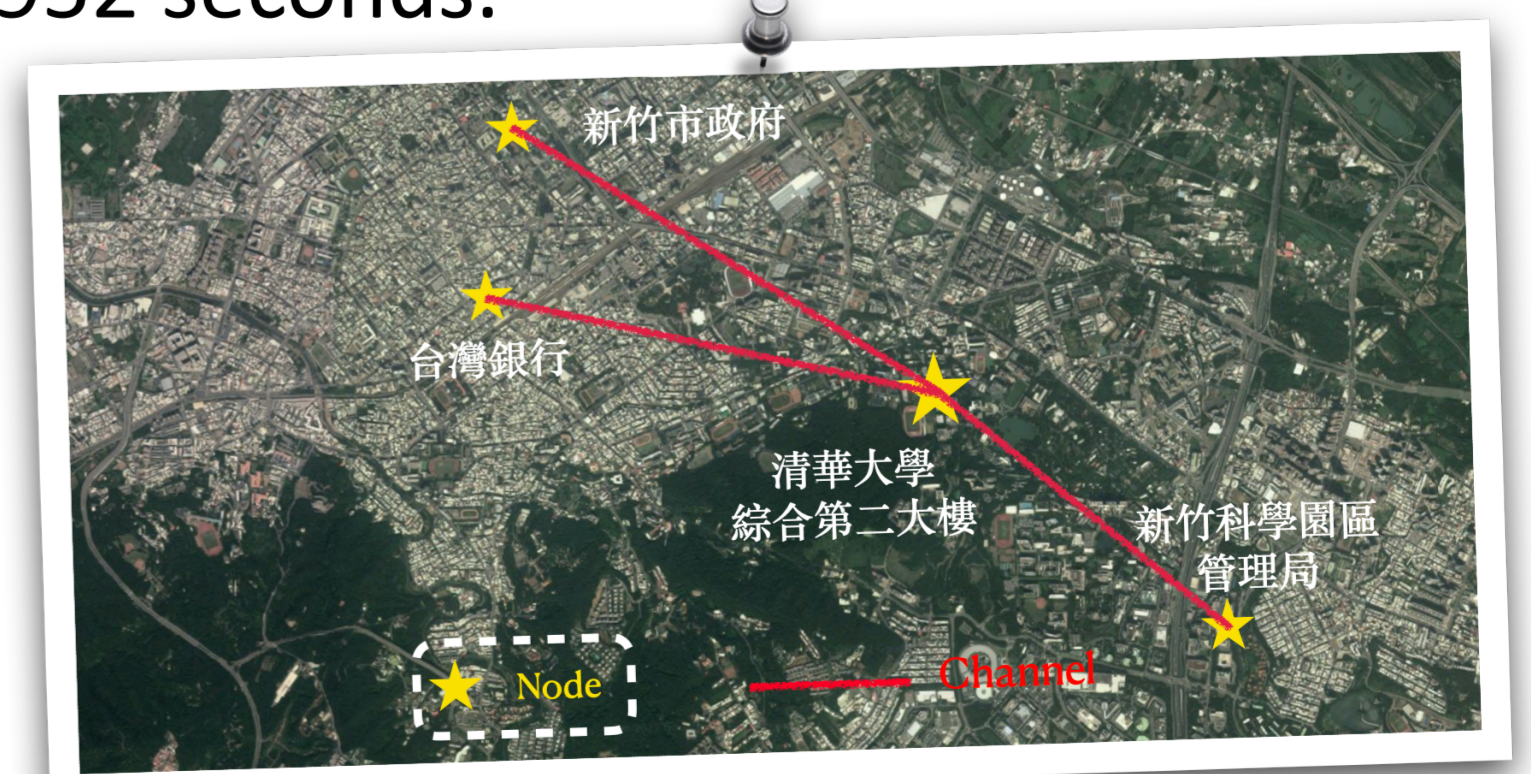 552 seconds.
新竹市政府
台灣銀行
清華大學
綜合第二大樓
新竹科學園區
管理局
Node
Channel